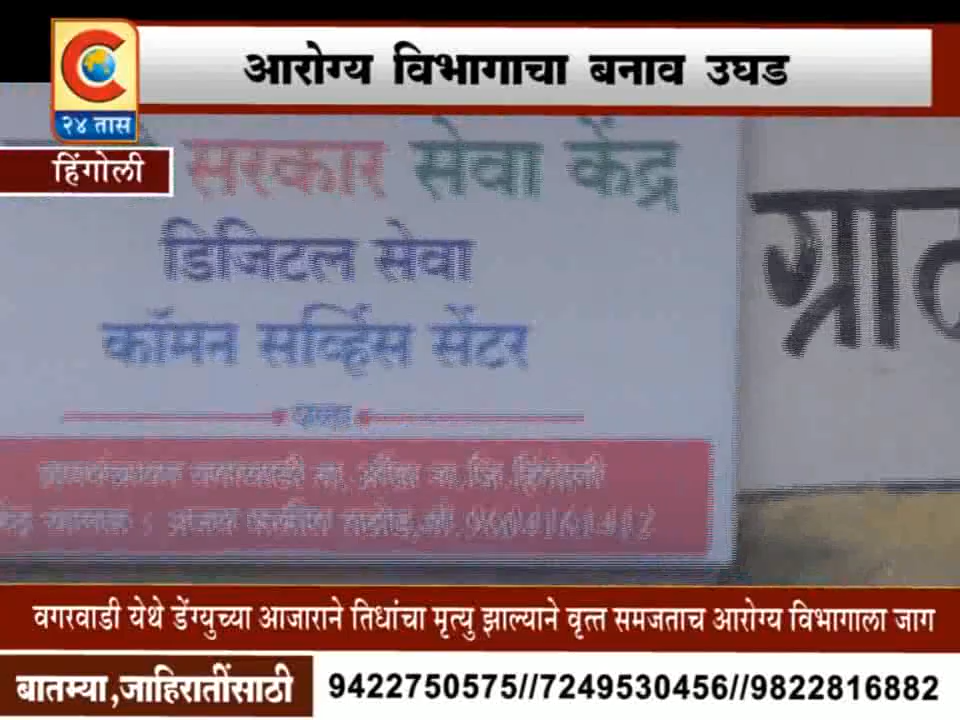 आरोग्य विभागाचा बनाव उघड
C
२४ तास
हिंगोली
सरकार सेवा केंद्र
डिजिटल सेवा
कॉमन सर्व्हिस सेंटर
ता. औंढा ना. जि. हिंगोली
वगरवाडी येथे डेंग्युच्या आजाराने तिधांचा मृत्यु झाल्याने वृत्त समजताच आरोग्य विभागाला जाग
बातम्या,जाहिरातींसाठी
9422750575//7249530456//9822816882